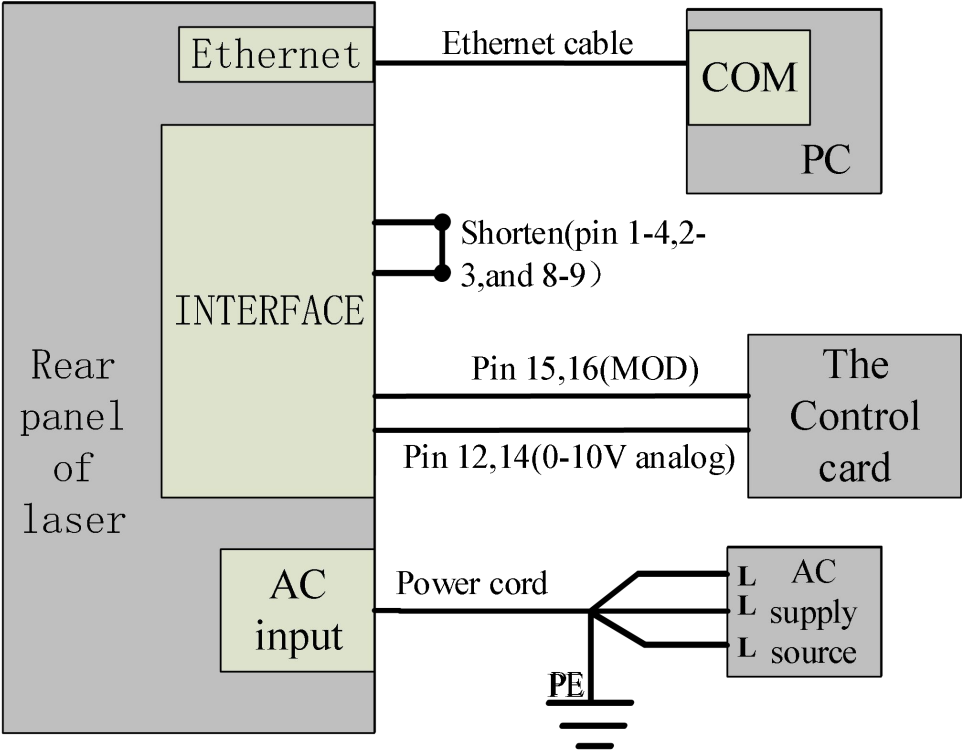 Ethernet
Ethernet cable
COM
PC
Shorten(pin 1-4,2-
3,and 8-9）
INTERFACE
Rear
panel
of
laser
Pin 15,16(MOD)
Pin 12,14(0-10V analog)
The
Control
card
AC
input
Power cord
PE
L
L
L
AC
supply
source